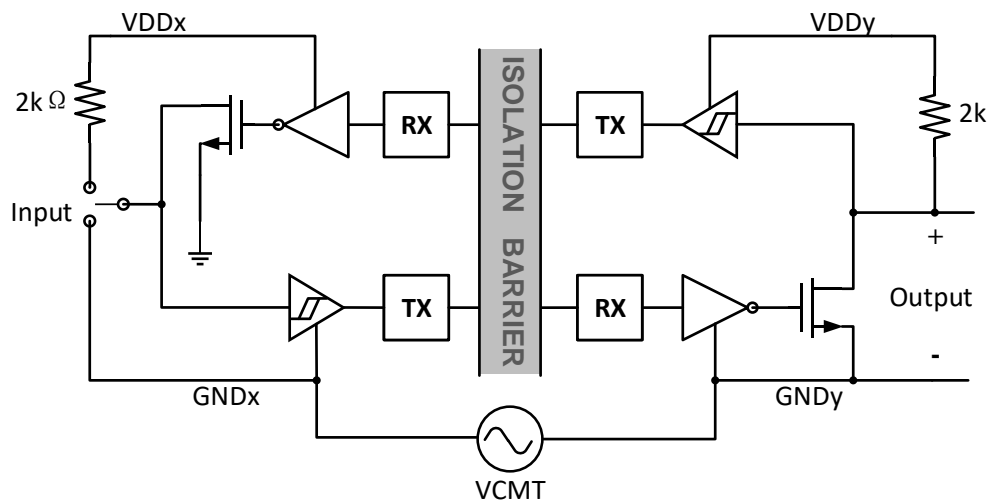 VDDx
VDDy
2k Ω
RX
TX
2k
ISOLATION BARRIER
Input
+
TX
RX
Output
-
GNDx
GNDy
VCMT